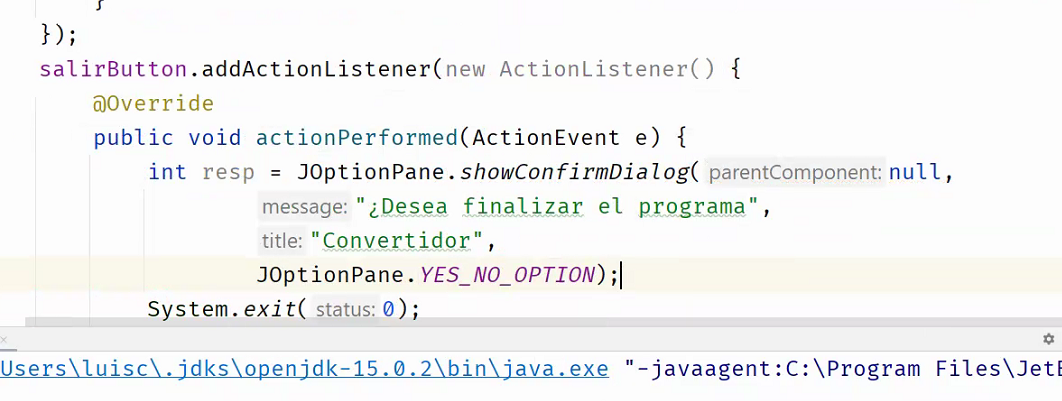 }
});
salirButton.addActionListener(new ActionListener() {
@Override
public void actionPerformed(ActionEvent e) {
int resp = JOptionPane.showConfirmDialog( parentComponent: null,
message: "¿Desea finalizar el programa",
title: "Convertidor",
JOptionPane.YES_NO_OPTION);
System.exit( status: 0);
Users\luisc\.jdks\openjdk-15.0.2\bin\java.exe "-javaagent:C:\Program Files\JetB